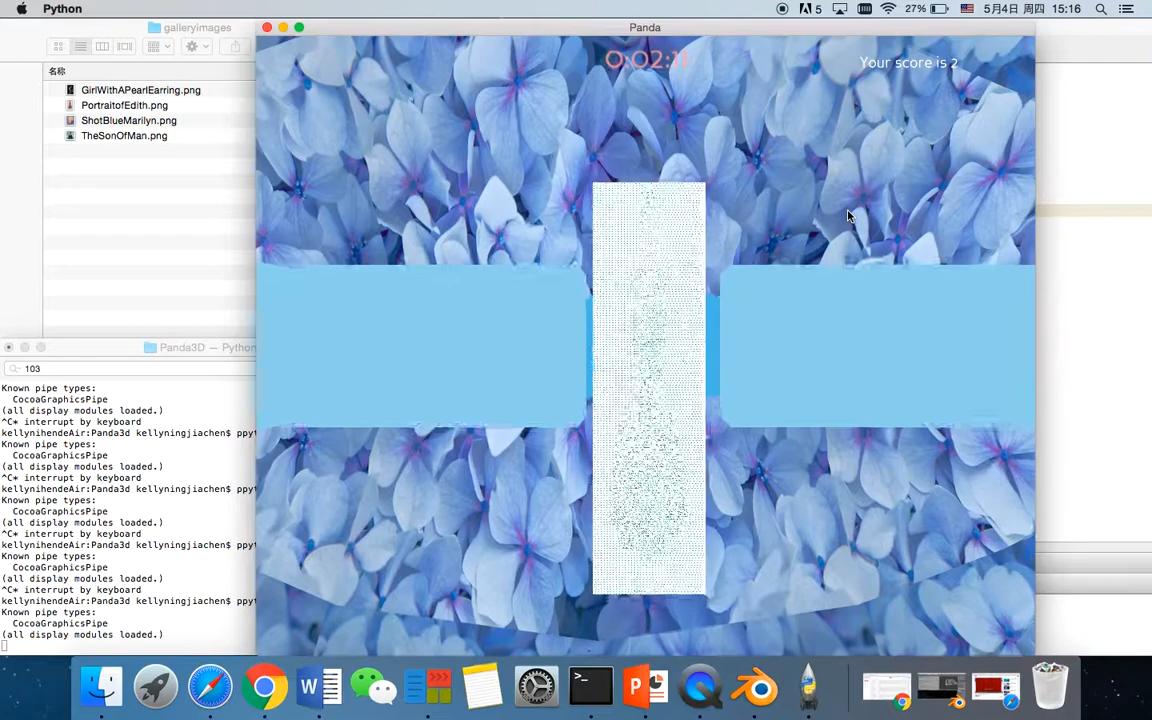 Python
5
27%
5月4日 周四 15:16
galleryimages
Panda
名称
0:02:11
Your score is 2
GirlWithAPearlEarring.png
PortraitofEdith.png
ShotBlueMarilyn.png
TheSonOfMan.png
Panda3D — Python
103
Known pipe types:
CocoaGraphicsPipe
(all display modules loaded.)
^C* interrupt by keyboard
kellynihendeAir:Panda3d kellyningjiachen$ ppyt
Known pipe types:
CocoaGraphicsPipe
(all display modules loaded.)
^C* interrupt by keyboard
kellynihendeAir:Panda3d kellyningjiachen$ ppyt
Known pipe types:
CocoaGraphicsPipe
(all display modules loaded.)
^C* interrupt by keyboard
kellynihendeAir:Panda3d kellyningjiachen$ ppyt
Known pipe types:
CocoaGraphicsPipe
(all display modules loaded.)
^C* interrupt by keyboard
kellynihendeAir:Panda3d kellyningjiachen$ ppyt
Known pipe types:
CocoaGraphicsPipe
(all display modules loaded.)